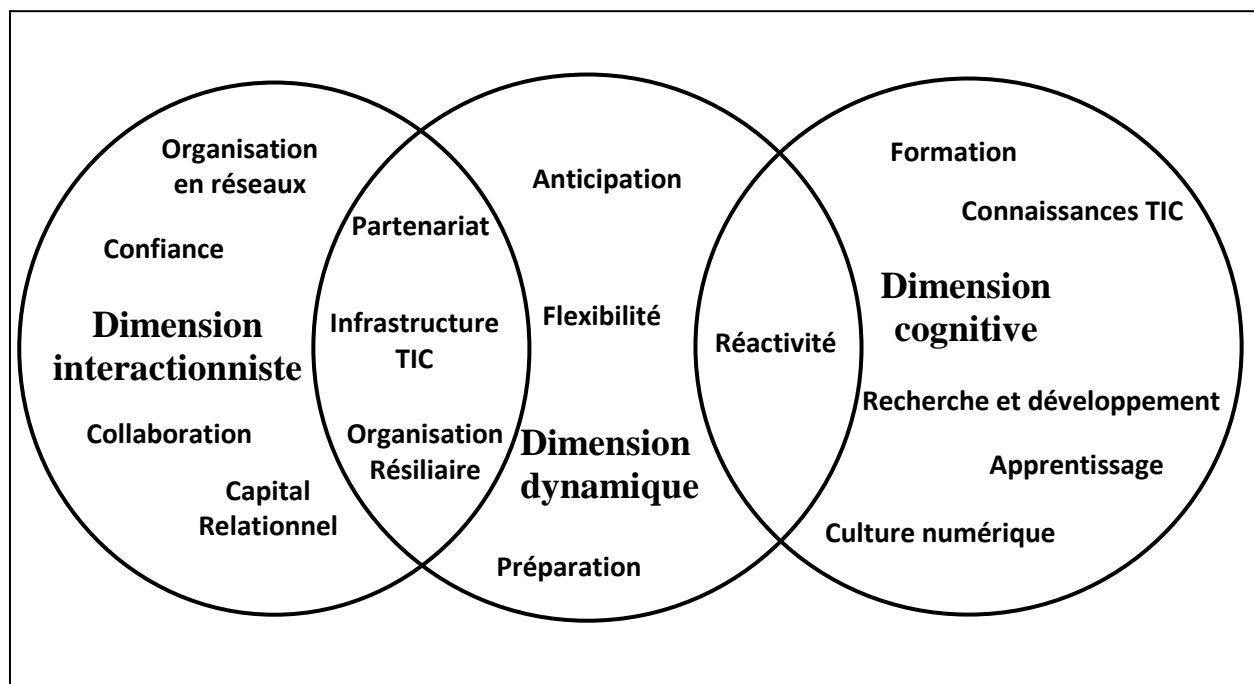 Organisation
en réseaux
Confiance
Dimension
interactionniste
Collaboration
Capital
Relationnel
Partenariat
Infrastructure
TIC
Organisation
Résiliaire
Anticipation
Flexibilité
Dimension
dynamique
Préparation
Réactivité
Formation
Connaissances TIC
Dimension
cognitive
Recherche et développement
Apprentissage
Culture numérique